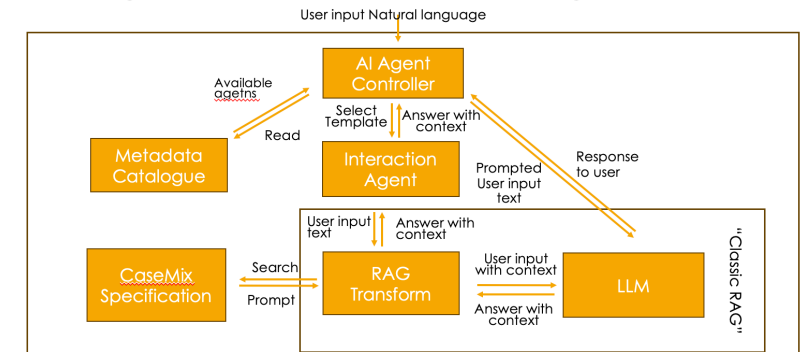 User input Natural language
AI Agent
Controller
Available
agetns
Read
Select
Template
Answer with
context
Metadata
Catalogue
Interaction
Agent
Prompted
User input
text
Response
to user
User input
text
Answer with
context
"Classic RAG"
CaseMix
Specification
Search
Prompt
RAG
Transform
User input
with context
Answer with
context
LLM